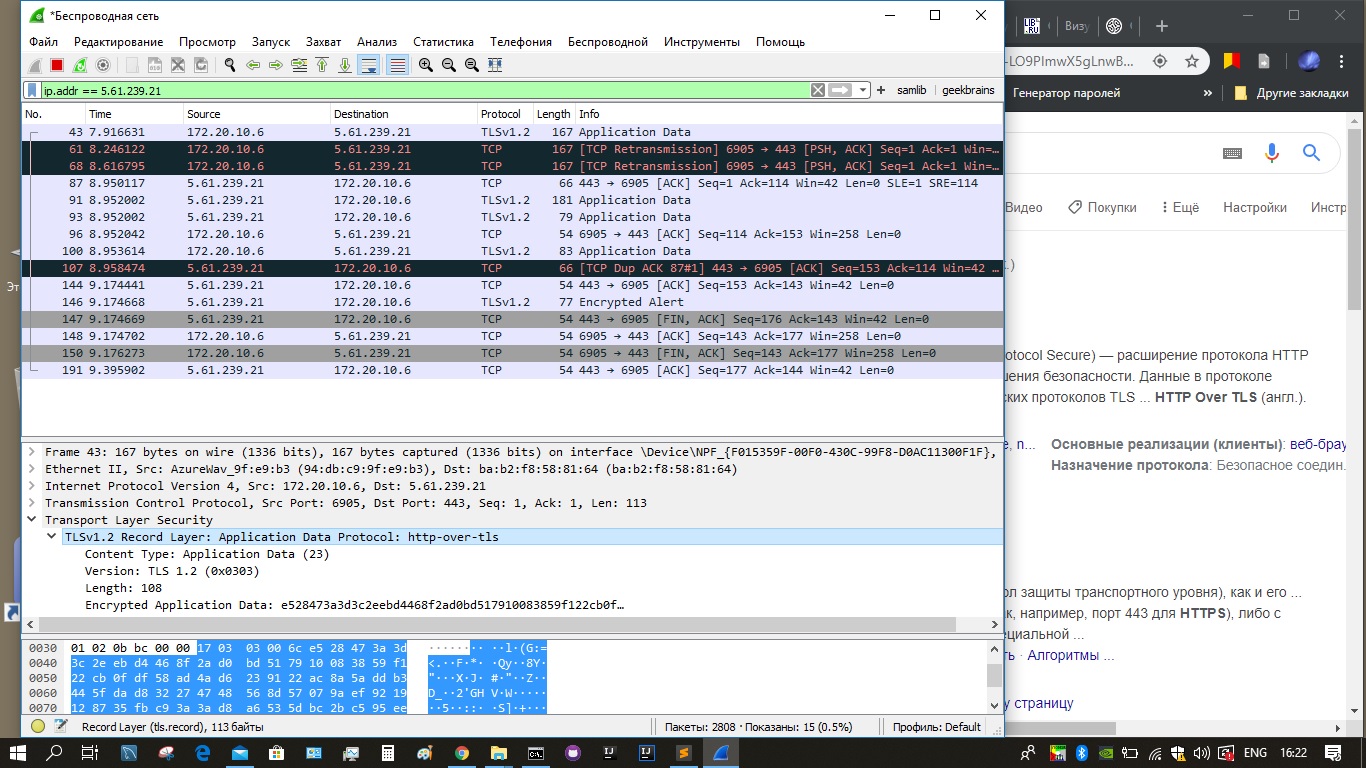 *Беспроводная сеть
Файл Редактирование Просмотр Запуск Захват Анализ Статистика Телефония Беспроводной Инструменты Помощь
ip.addr == 5.61.239.21
samlib geekbrains
No. Time Source Destination Protocol Length Info
43 7.916631 172.20.10.6 5.61.239.21 TLSv1.2 167 Application Data
61 8.246122 172.20.10.6 5.61.239.21 TCP 167 [TCP Retransmission] 6905 → 443 [PSH, ACK] Seq=1 Ack=1 Win=…
68 8.616795 172.20.10.6 5.61.239.21 TCP 167 [TCP Retransmission] 6905 → 443 [PSH, ACK] Seq=1 Ack=1 Win=…
87 8.950117 5.61.239.21 172.20.10.6 TCP 66 443 → 6905 [ACK] Seq=1 Ack=114 Win=42 Len=0 SLE=1 SRE=114
91 8.952002 5.61.239.21 172.20.10.6 TLSv1.2 181 Application Data
93 8.952002 5.61.239.21 172.20.10.6 TLSv1.2 79 Application Data
96 8.952042 172.20.10.6 5.61.239.21 TCP 54 6905 → 443 [ACK] Seq=114 Ack=153 Win=258 Len=0
100 8.953614 172.20.10.6 5.61.239.21 TLSv1.2 83 Application Data
107 8.958474 5.61.239.21 172.20.10.6 TCP 66 [TCP Dup ACK 87#1] 443 → 6905 [ACK] Seq=153 Ack=114 Win=42 …
144 9.174441 5.61.239.21 172.20.10.6 TCP 54 443 → 6905 [ACK] Seq=153 Ack=143 Win=42 Len=0
146 9.174668 5.61.239.21 172.20.10.6 TLSv1.2 77 Encrypted Alert
147 9.174669 5.61.239.21 172.20.10.6 TCP 54 443 → 6905 [FIN, ACK] Seq=176 Ack=143 Win=42 Len=0
148 9.174702 172.20.10.6 5.61.239.21 TCP 54 6905 → 443 [ACK] Seq=143 Ack=177 Win=258 Len=0
150 9.176273 172.20.10.6 5.61.239.21 TCP 54 6905 → 443 [FIN, ACK] Seq=143 Ack=177 Win=258 Len=0
191 9.395902 5.61.239.21 172.20.10.6 TCP 54 443 → 6905 [ACK] Seq=177 Ack=144 Win=42 Len=0
Frame 43: 167 bytes on wire (1336 bits), 167 bytes captured (1336 bits) on interface \Device\NPF_{F015359F-00F0-430C-99F8-D0AC11300F1F},
Ethernet II, Src: AzureWav_9f:e9:b3 (94:db:c9:9f:e9:b3), Dst: ba:b2:f8:58:81:64 (ba:b2:f8:58:81:64)
Internet Protocol Version 4, Src: 172.20.10.6, Dst: 5.61.239.21
Transmission Control Protocol, Src Port: 6905, Dst Port: 443, Seq: 1, Ack: 1, Len: 113
Transport Layer Security
TLSv1.2 Record Layer: Application Data Protocol: http-over-tls
Content Type: Application Data (23)
Version: TLS 1.2 (0x0303)
Length: 108
Encrypted Application Data: e528473a3d3c2eebd4468f2ad0bd517910083859f122cb0f…
0030 01 02 0b bc 00 00 17 03 03 00 6c e5 28 47 3a 3d ········ ··l·(G:=
0040 3c 2e eb d4 46 8f 2a d0 bd 51 79 10 08 38 59 f1 <.··F·*· ·Qy··8Y·
0050 22 cb 0f df 58 ad 4a d6 23 91 22 ac 8a 5a dd b3 "···X·J· #·"··Z··
0060 44 5f da d8 32 27 47 48 56 8d 57 07 9a ef 92 19 D_··2'GH V·W·····
0070 12 87 35 fb c9 3a 3a d8 a6 53 5d bc 2b c5 95 ee ··5··::· ·S]·+···
Record Layer (tls.record), 113 байты
Пакеты: 2808 · Показаны: 15 (0.5%)
Профиль: Default
LIB RU
Визу
-LO9PImwX5gLnwB...
Генератор паролей » Другие закладки
Видео Покупки Ещё Настройки Инстр
otocol Secure) — расширение протокола HTTP
шения безопасности. Данные в протоколе
ских протоколов TLS ... HTTP Over TLS (англ.).
e, n... Основные реализации (клиенты): веб-брау
Назначение протокола: Безопасное соедин.
ол защиты транспортного уровня), как и его ...
к, например, порт 443 для HTTPS), либо с
ециальной ...
ть · Алгоритмы ...
у страницу
Эт
ENG 16:22